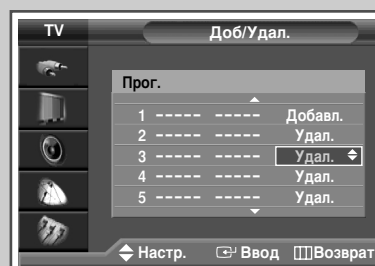 TV Доб/Удал.
Прог.
1 ----- ----- Добавл.
2 ----- ----- Удал.
3 ----- ----- Удал.
4 ----- ----- Удал.
5 ----- ----- Удал.
Настр. Ввод Возврат